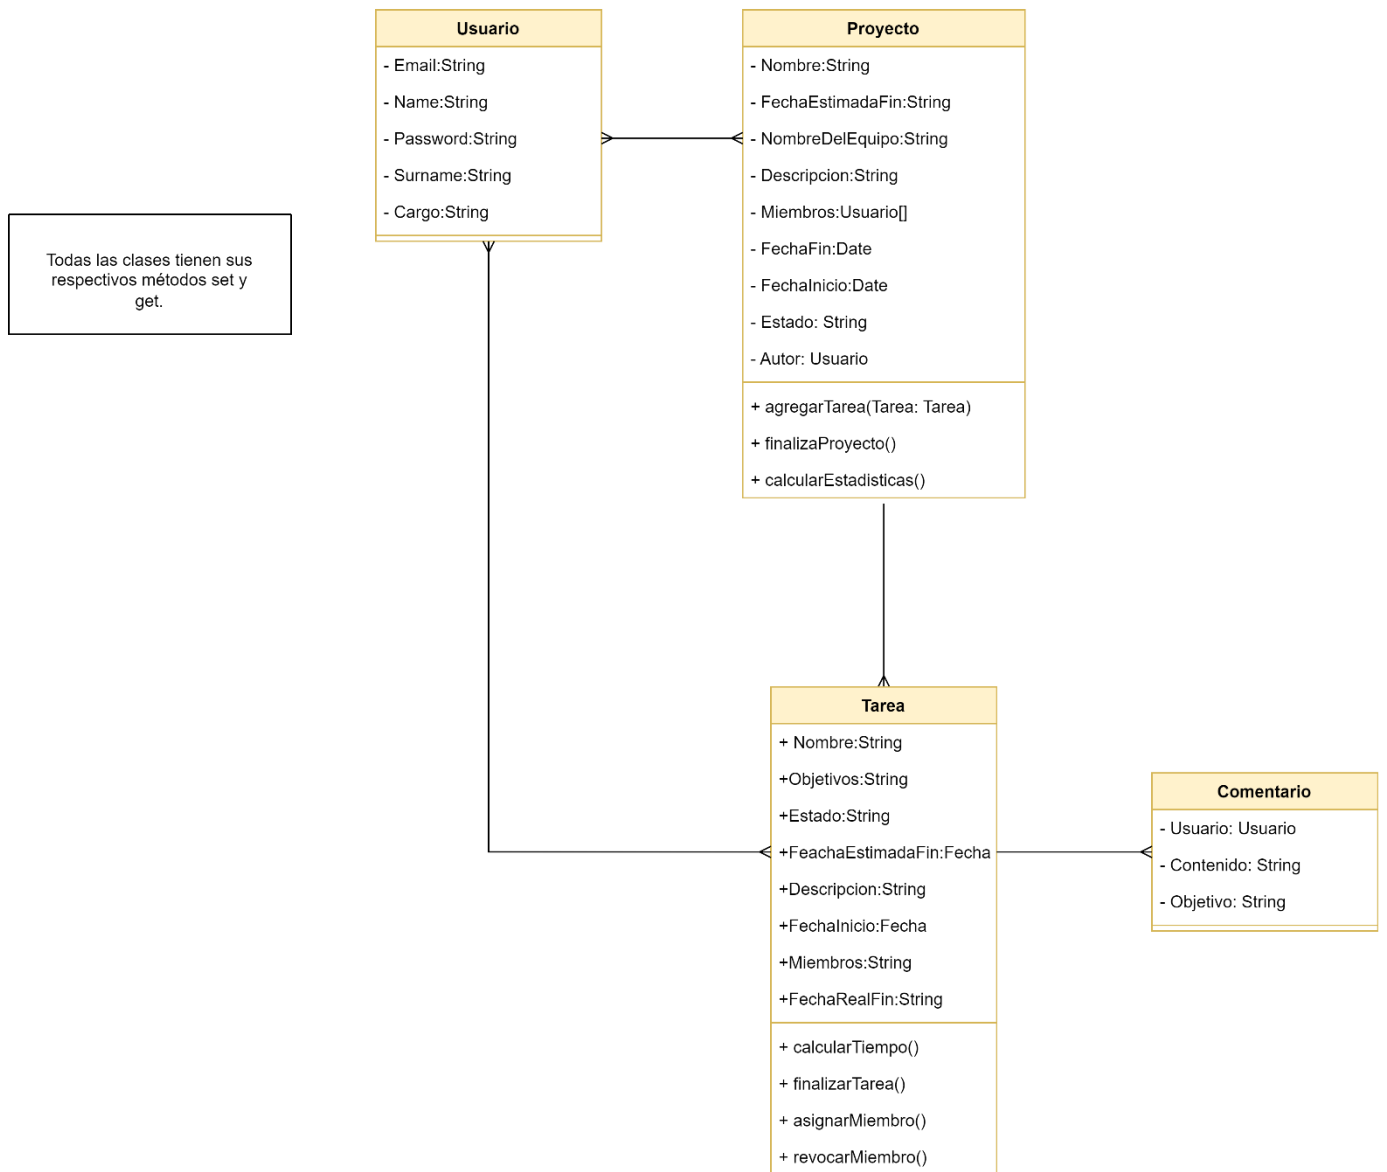 Usuario
- Email:String
- Name:String
- Password:String
- Surname:String
- Cargo:String
Proyecto
- Nombre:String
- FechaEstimadaFin:String
- NombreDelEquipo:String
- Descripcion:String
- Miembros:Usuario[]
- FechaFin:Date
- FechaInicio:Date
- Estado: String
- Autor: Usuario
+ agregarTarea(Tarea: Tarea)
+ finalizaProyecto()
+ calcularEstadisticas()
Todas las clases tienen sus
respectivos métodos set y
get.
Tarea
+ Nombre:String
+Objetivos:String
+Estado:String
+FeachaEstimadaFin:Fecha
+Descripcion:String
+FechaInicio:Fecha
+Miembros:String
+FechaRealFin:String
+ calcularTiempo()
+ finalizarTarea()
+ asignarMiembro()
+ revocarMiembro()
Comentario
- Usuario: Usuario
- Contenido: String
- Objetivo: String